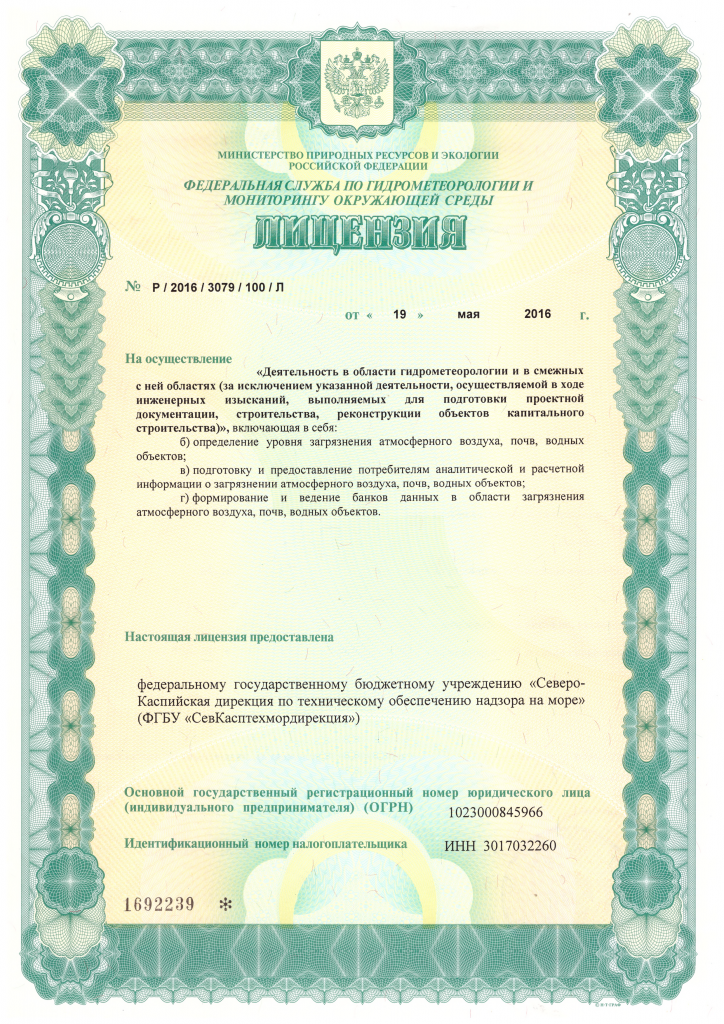 МИНИСТЕРСТВО ПРИРОДНЫХ РЕСУРСОВ И ЭКОЛОГИИ
РОССИЙСКОЙ ФЕДЕРАЦИИ
ФЕДЕРАЛЬНАЯ СЛУЖБА ПО ГИДРОМЕТЕОРОЛОГИИ И
МОНИТОРИНГУ ОКРУЖАЮЩЕЙ СРЕДЫ
ЛИЦЕНЗИЯ
№ Р / 2016 / 3079 / 100 / Л
от « 19 » мая 2016 г.
На осуществление
«Деятельность в области гидрометеорологии и в смежных
с ней областях (за исключением указанной деятельности, осуществляемой в ходе
инженерных изысканий, выполняемых для подготовки проектной
документации, строительства, реконструкции объектов капитального
строительства)», включающая в себя:
б) определение уровня загрязнения атмосферного воздуха, почв, водных
объектов;
в) подготовку и предоставление потребителям аналитической и расчетной
информации о загрязнении атмосферного воздуха, почв, водных объектов;
г) формирование и ведение банков данных в области загрязнения
атмосферного воздуха, почв, водных объектов.
Настоящая лицензия предоставлена
федеральному государственному бюджетному учреждению «Северо-
Каспийская дирекция по техническому обеспечению надзора на море»
(ФГБУ «СевКасптехмордирекция»)
Основной государственный регистрационный номер юридического лица
(индивидуального предпринимателя) (ОГРН) 1023000845966
Идентификационный номер налогоплательщика ИНН 3017032260
1692239 *